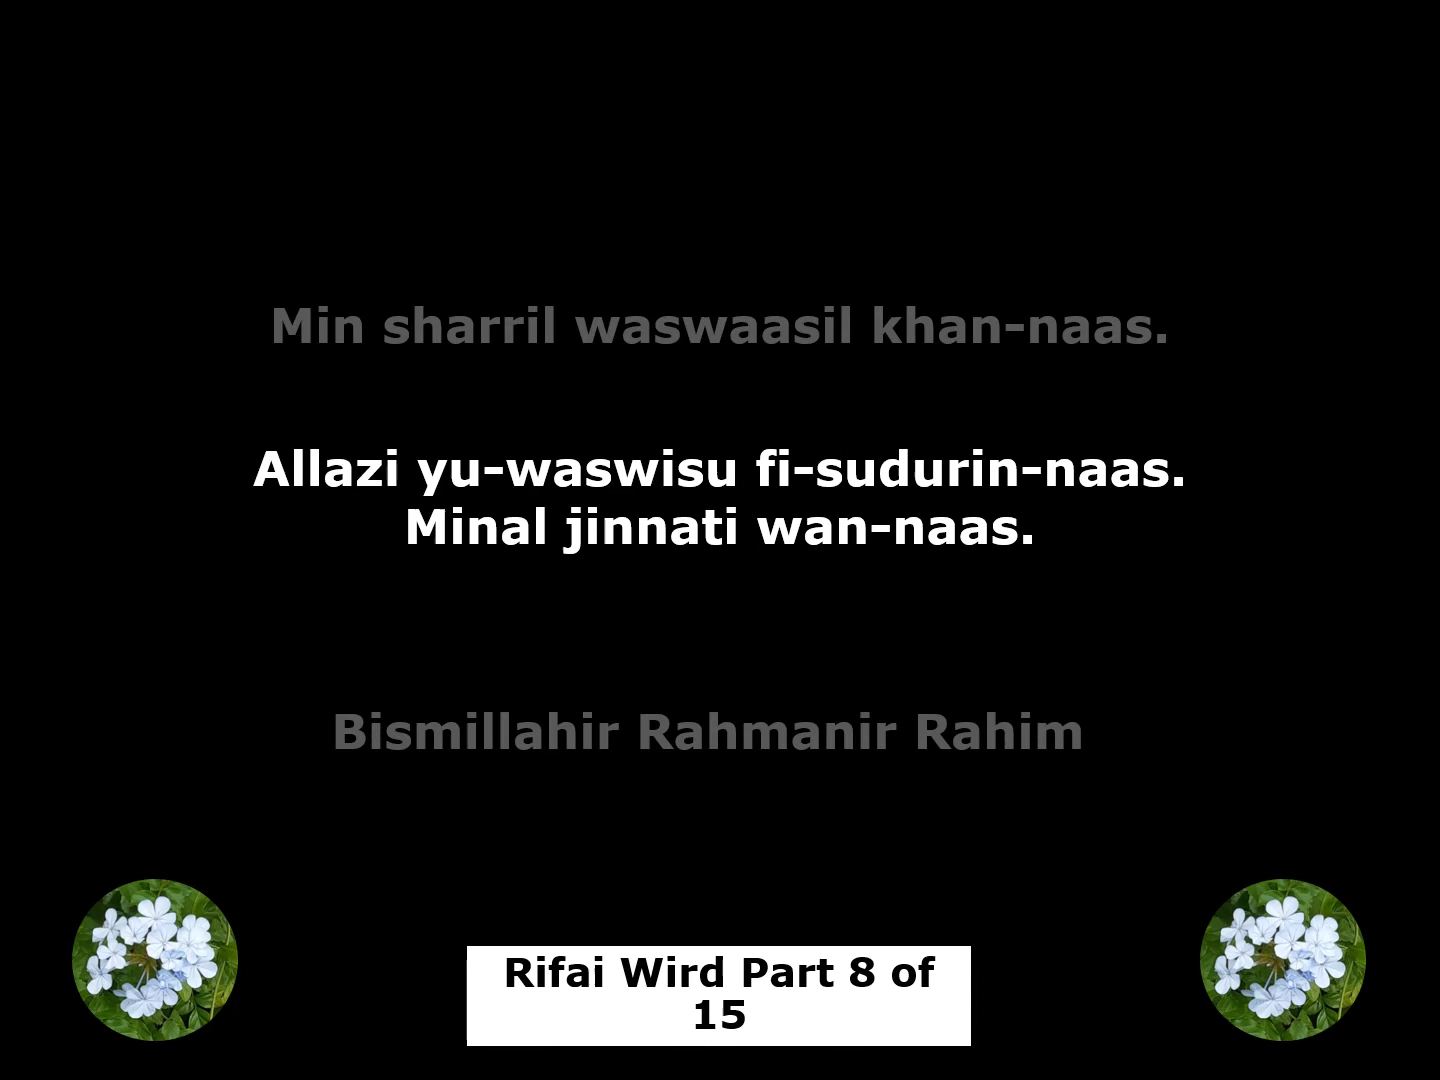 Min sharril waswaasil khan-naas.
Allazi yu-waswisu fi-sudurin-naas.
Minal jinnati wan-naas.
Bismillahir Rahmanir Rahim
Rifai Wird Part 8 of
15